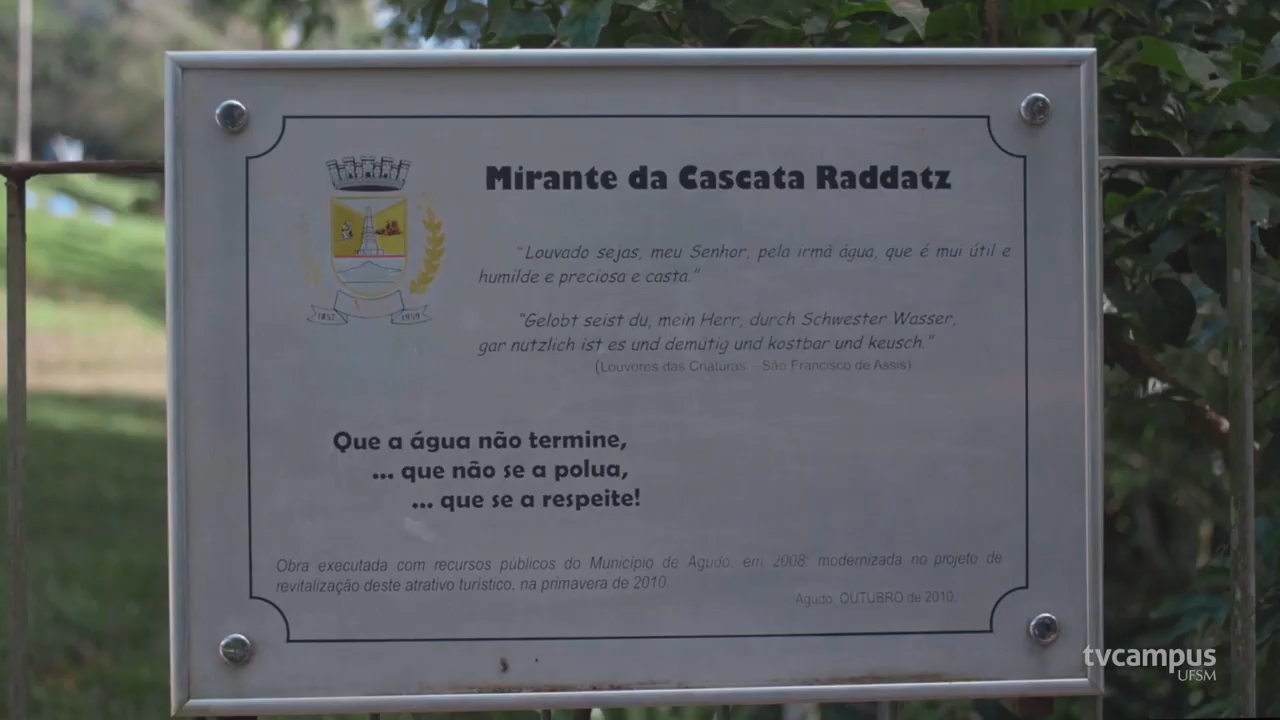 Mirante da Cascata Raddatz
"Louvado sejas, meu Senhor, pela irmã água, que é mui útil e
humilde e preciosa e casta."
"Gelobt seist du, mein Herr, durch Schwester Wasser,
gar nützlich ist es und demütig und kostbar und keusch."
(Louvores das Criaturas - São Francisco de Assis)
1857 1959
Que a água não termine,
... que não se a polua,
... que se a respeite!
Obra executada com recursos públicos do Município de Agudo, em 2008; modernizada no projeto de
revitalização deste atrativo turístico, na primavera de 2010.
Agudo, OUTUBRO de 2010.
tvcampus
UFSM